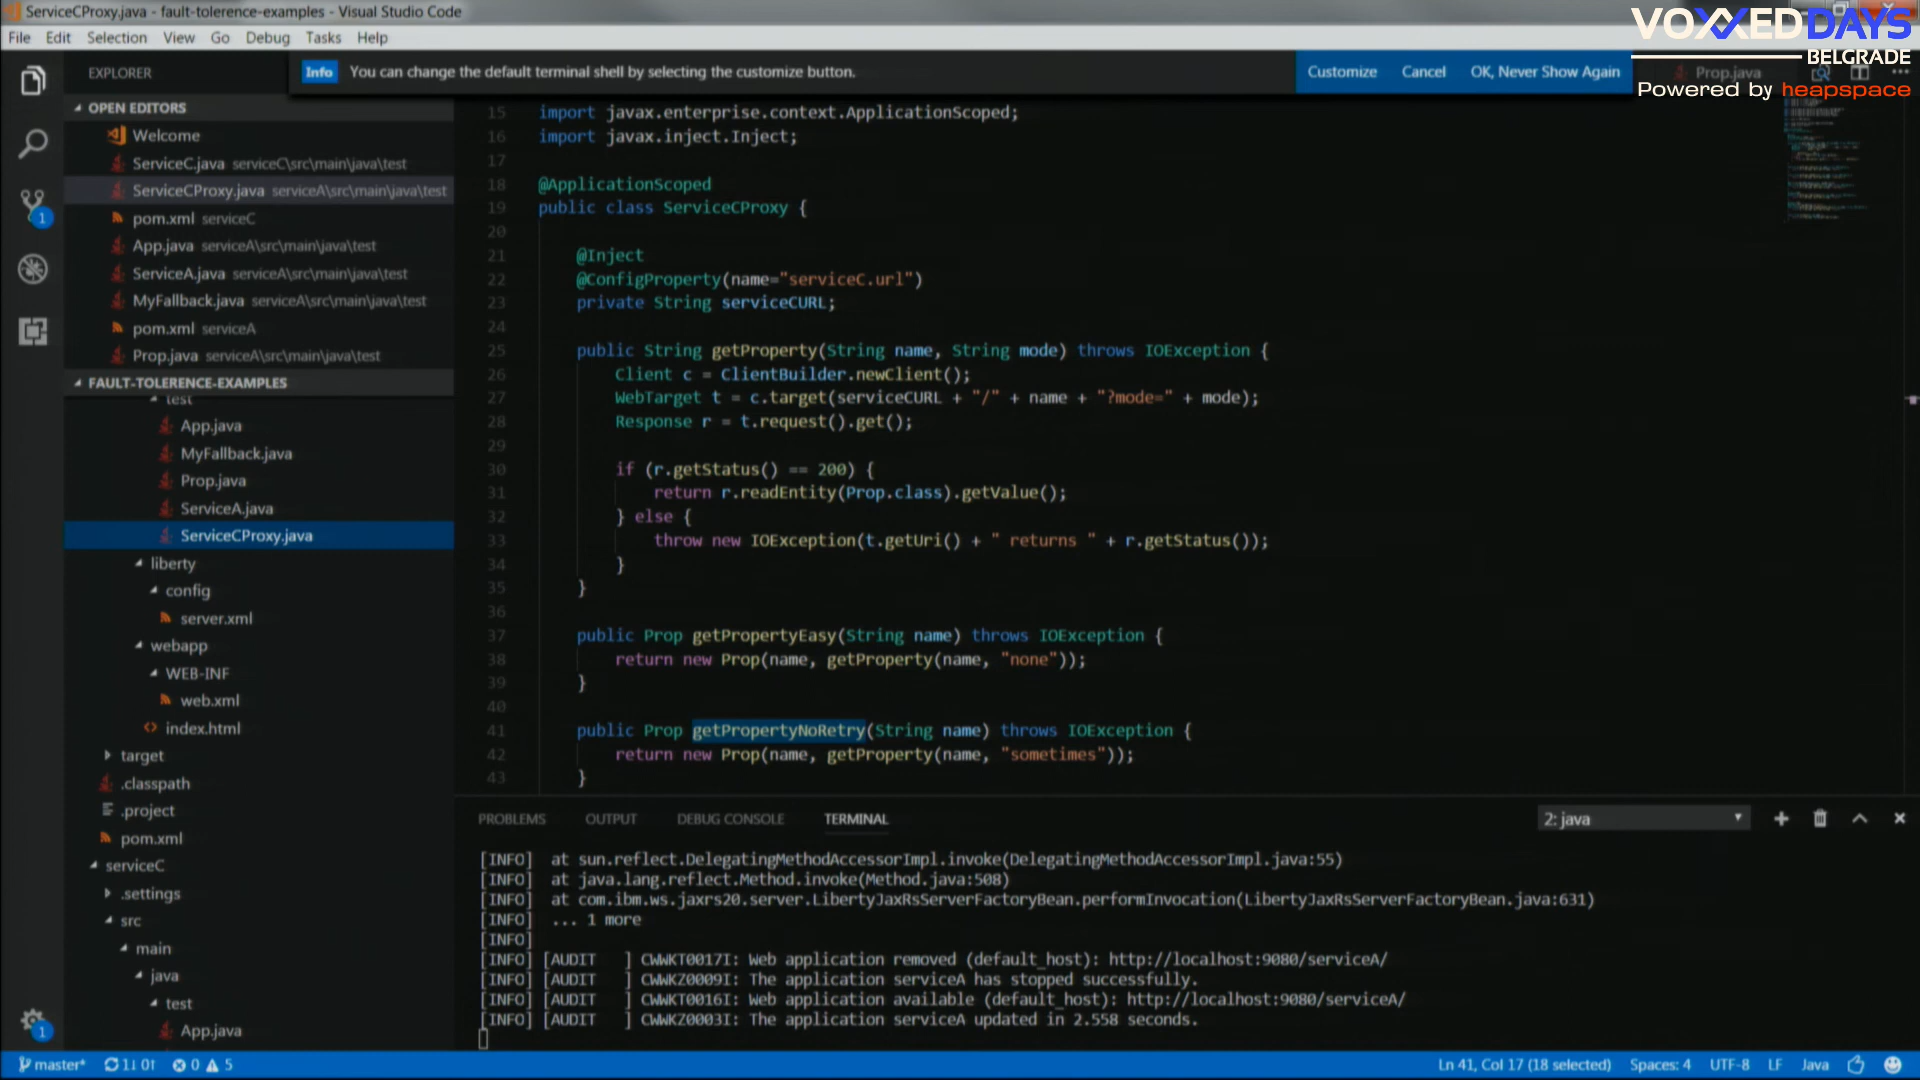 ServiceCProxy.java - fault-tolerence-examples - Visual Studio Code
VOXXEDDAYS
BELGRADE
Powered by heapspace
File Edit Selection View Go Debug Tasks Help
EXPLORER
Info You can change the default terminal shell by selecting the customize button.
Customize Cancel OK, Never Show Again
Prop.java
OPEN EDITORS
Welcome
ServiceC.java serviceC\src\main\java\test
ServiceCProxy.java serviceA\src\main\java\test
pom.xml serviceC
App.java serviceA\src\main\java\test
ServiceA.java serviceA\src\main\java\test
MyFallback.java serviceA\src\main\java\test
pom.xml serviceA
Prop.java serviceA\src\main\java\test
FAULT-TOLERENCE-EXAMPLES
test
App.java
MyFallback.java
Prop.java
ServiceA.java
ServiceCProxy.java
liberty
config
server.xml
webapp
WEB-INF
web.xml
index.html
target
.classpath
.project
pom.xml
serviceC
.settings
src
main
java
test
App.java
1
1
15 import javax.enterprise.context.ApplicationScoped;
16 import javax.inject.Inject;
17
18 @ApplicationScoped
19 public class ServiceCProxy {
20
21 @Inject
22 @ConfigProperty(name="serviceC.url")
23 private String serviceCURL;
24
25 public String getProperty(String name, String mode) throws IOException {
26 Client c = ClientBuilder.newClient();
27 WebTarget t = c.target(serviceCURL + "/" + name + "?mode=" + mode);
28 Response r = t.request().get();
29
30 if (r.getStatus() == 200) {
31 return r.readEntity(Prop.class).getValue();
32 } else {
33 throw new IOException(t.getUri() + " returns " + r.getStatus());
34 }
35 }
36
37 public Prop getPropertyEasy(String name) throws IOException {
38 return new Prop(name, getProperty(name, "none"));
39 }
40
41 public Prop getPropertyNoRetry(String name) throws IOException {
42 return new Prop(name, getProperty(name, "sometimes"));
43 }
PROBLEMS OUTPUT DEBUG CONSOLE TERMINAL
2: java
[INFO] at sun.reflect.DelegatingMethodAccessorImpl.invoke(DelegatingMethodAccessorImpl.java:55)
[INFO] at java.lang.reflect.Method.invoke(Method.java:508)
[INFO] at com.ibm.ws.jaxrs20.server.LibertyJaxRsServerFactoryBean.performInvocation(LibertyJaxRsServerFactoryBean.java:631)
[INFO] ... 1 more
[INFO]
[INFO] [AUDIT ] CWWKT0017I: Web application removed (default_host): http://localhost:9080/serviceA/
[INFO] [AUDIT ] CWWKZ0009I: The application serviceA has stopped successfully.
[INFO] [AUDIT ] CWWKT0016I: Web application available (default_host): http://localhost:9080/serviceA/
[INFO] [AUDIT ] CWWKZ0003I: The application serviceA updated in 2.558 seconds.
master* 1↓ 0↑ 0 5
Ln 41, Col 17 (18 selected) Spaces: 4 UTF-8 LF Java